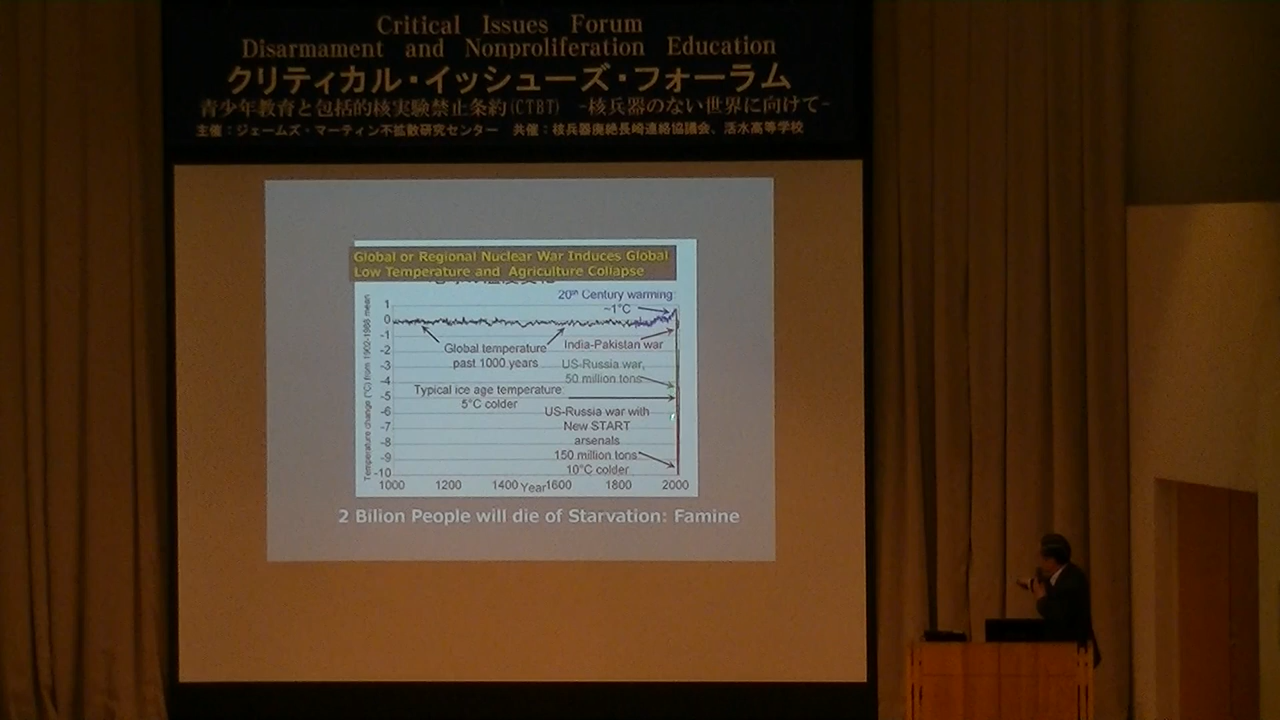 Critical Issues Forum
Disarmament and Nonproliferation Education
クリティカル・イッシューズ・フォーラム
青少年教育と包括的核実験禁止条約(CTBT) -核兵器のない世界に向けて-
主催：ジェームズ・マーティン不拡散研究センター 共催：核兵器廃絶長崎連絡協議会、活水高等学校
Global or Regional Nuclear War Induces Global
Low Temperature and Agriculture Collapse
20th Century warming:
~1°C
Temperature change (°C) from 1902-1988 mean
1
0
-1
-2
-3
-4
-5
-6
-7
-8
-9
-10
Global temperature
past 1000 years
India-Pakistan war
US-Russia war,
50 million tons
Typical ice age temperature:
5°C colder
US-Russia war with
New START
arsenals
150 million tons
10°C colder
1000 1200 1400 Year 1600 1800 2000
2 Bilion People will die of Starvation: Famine